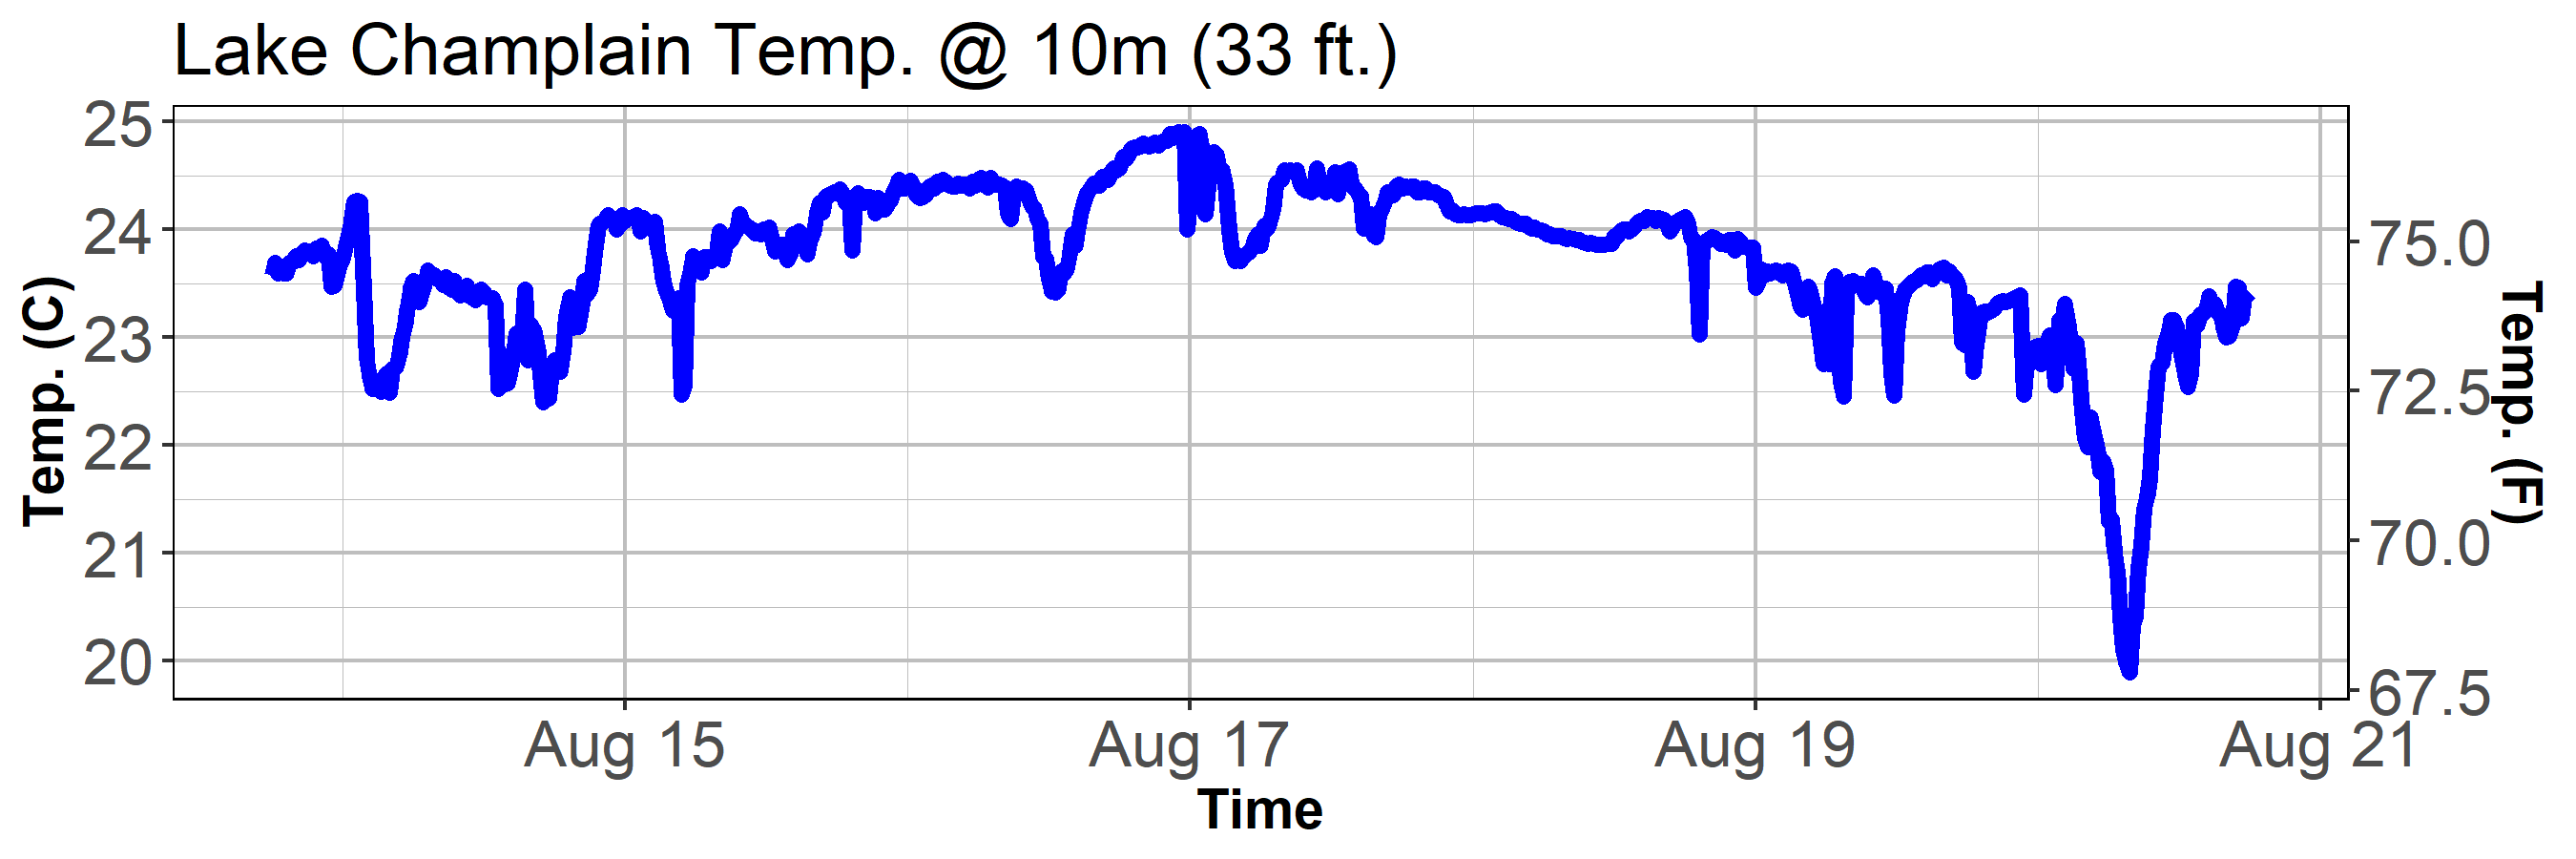 Lake Champlain Temp. @ 10m (33 ft.)
25
24
23
22
21
20
Temp. (C)
75.0
72.5
70.0
67.5
Temp. (F)
Aug 15
Aug 17
Aug 19
Aug 21
Time